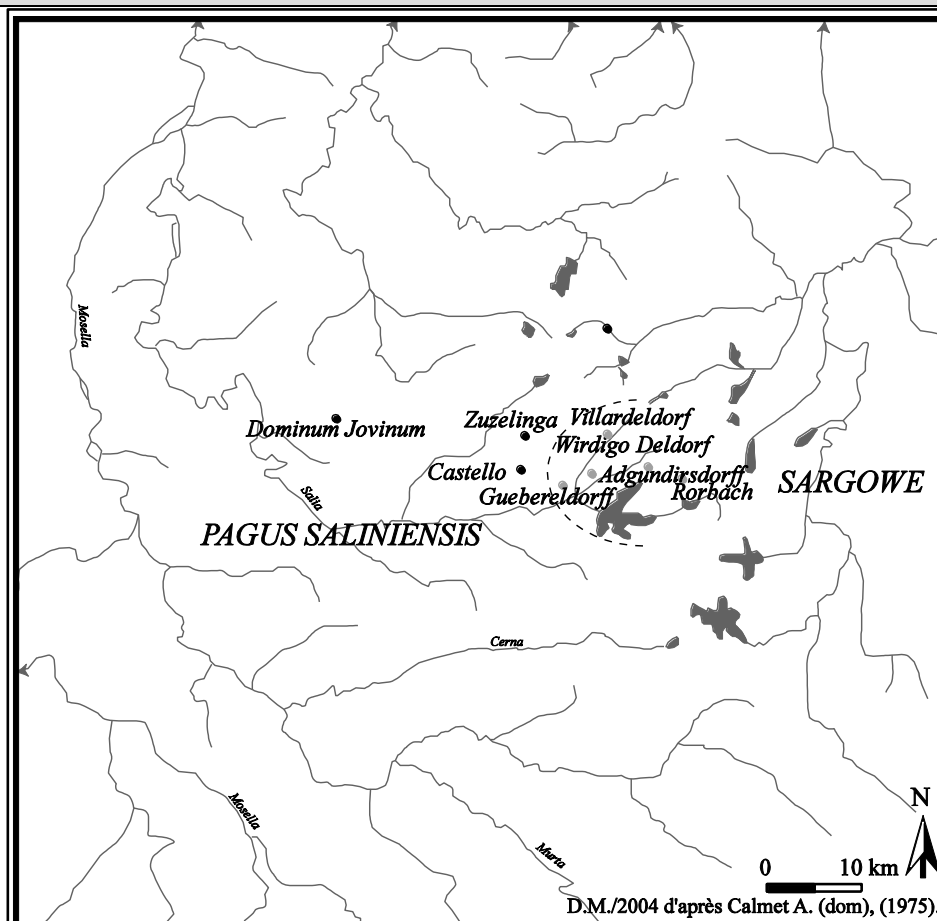 Mosella
Dominum Jovinum
Zuzelinga
Villardeldorf
Wirdigo Deldorf
Castello
Adgundirsdorff
Guebereldorff
Rorbach
SARGOWE
Salia
PAGUS SALINIENSIS
Cerna
Mosella
Murta
N
0 10 km
D.M./2004 d'après Calmet A. (dom), (1975).